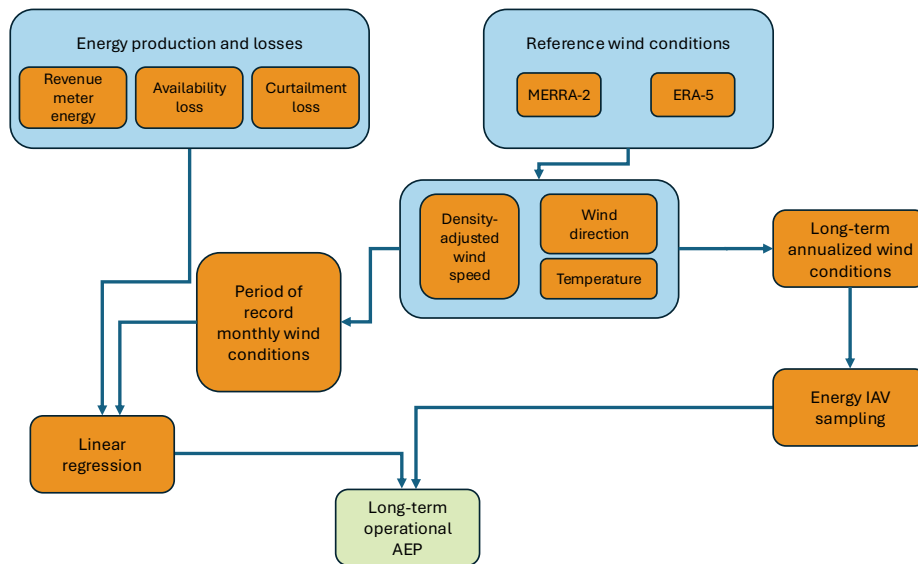 Energy production and losses
Revenue
meter
energy
Availability
loss
Curtailment
loss
Reference wind conditions
MERRA-2
ERA-5
Density-
adjusted
wind
speed
Wind
direction
Temperature
Long-term
annualized wind
conditions
Period of
record
monthly wind
conditions
Energy IAV
sampling
Linear
regression
Long-term
operational
AEP